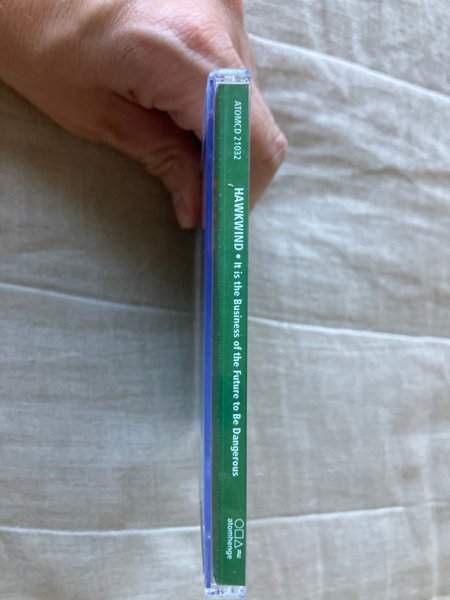 ATOMCD 21032
HAWKWIND • It is the Business of the Future to Be Dangerous
atomhenge